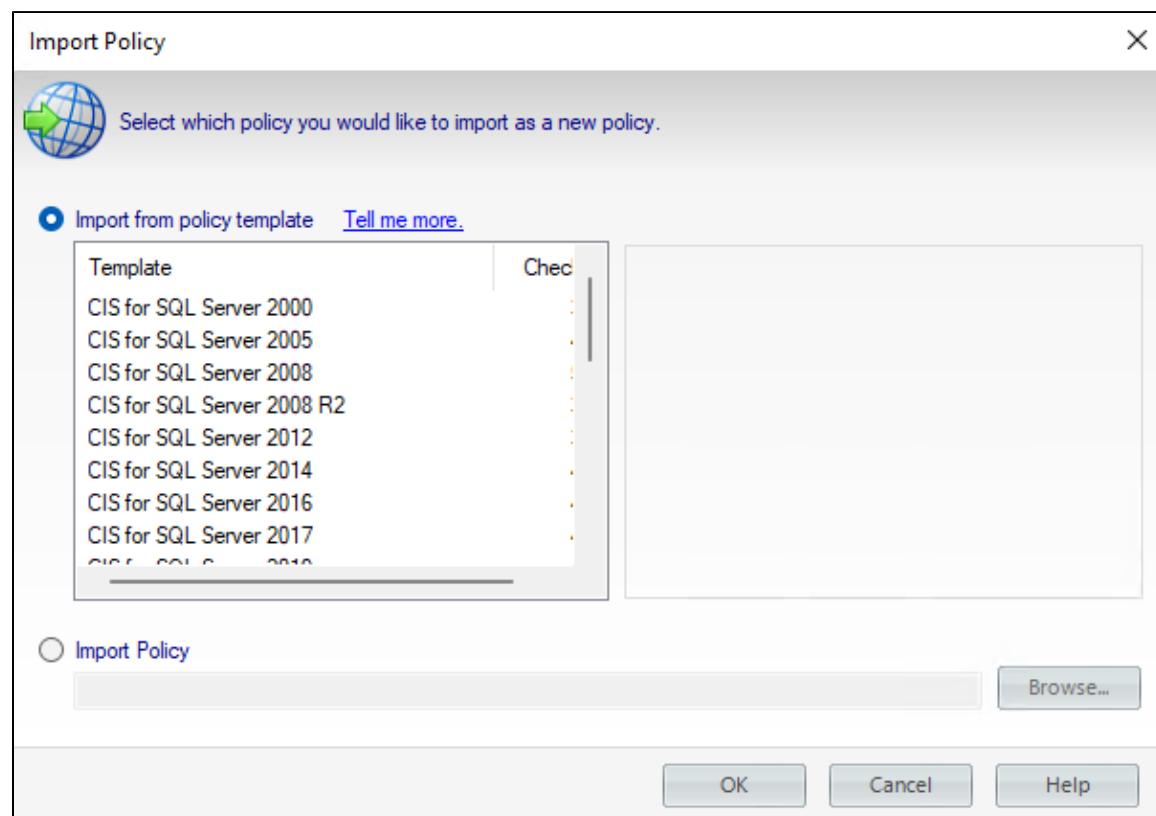 Import Policy
Select which policy you would like to import as a new policy.
Import from policy template Tell me more.
Template Chec
CIS for SQL Server 2000
CIS for SQL Server 2005
CIS for SQL Server 2008
CIS for SQL Server 2008 R2
CIS for SQL Server 2012
CIS for SQL Server 2014
CIS for SQL Server 2016
CIS for SQL Server 2017
Import Policy
Browse...
OK Cancel Help